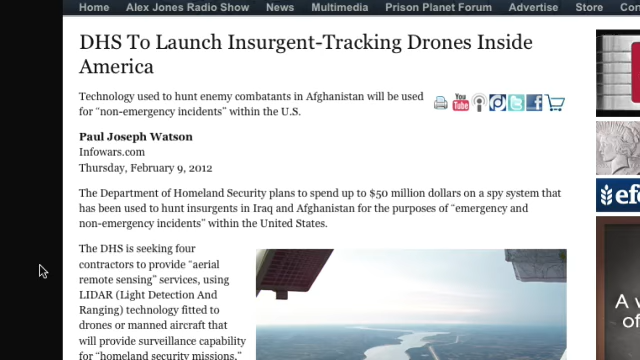 Home Alex Jones Radio Show News Multimedia Prison Planet Forum Advertise Store
DHS To Launch Insurgent-Tracking Drones Inside
America
Technology used to hunt enemy combatants in Afghanistan will be used
for “non-emergency incidents” within the U.S.
You
Tube
Paul Joseph Watson
Infowars.com
Thursday, February 9, 2012
The Department of Homeland Security plans to spend up to $50 million dollars on a spy system that
has been used to hunt insurgents in Iraq and Afghanistan for the purposes of “emergency and
non-emergency incidents” within the United States.
The DHS is seeking four
contractors to provide “aerial
remote sensing” services, using
LIDAR (Light Detection And
Ranging) technology fitted to
drones or manned aircraft that
will provide surveillance capability
for “homeland security missions,”
efo
A
of